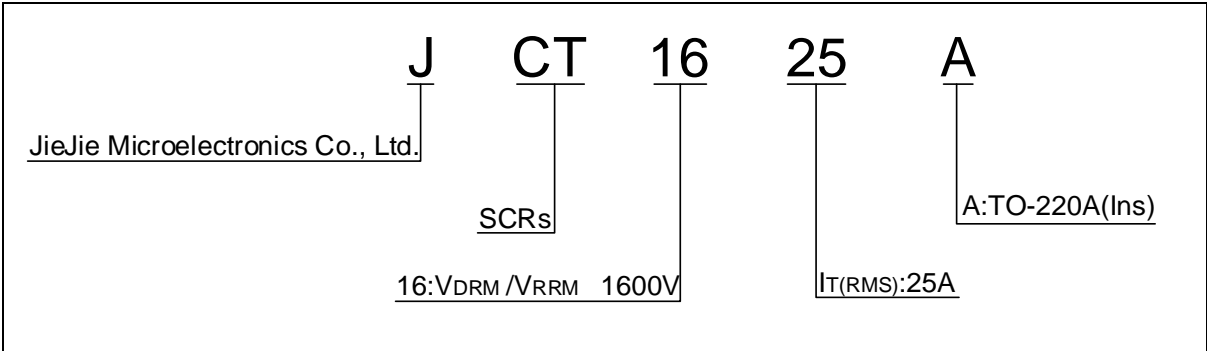 J CT 16 25 A
JieJie Microelectronics Co., Ltd.
A:TO-220A(Ins)
SCRs
16:VDRM /VRRM 1600V
IT(RMS):25A